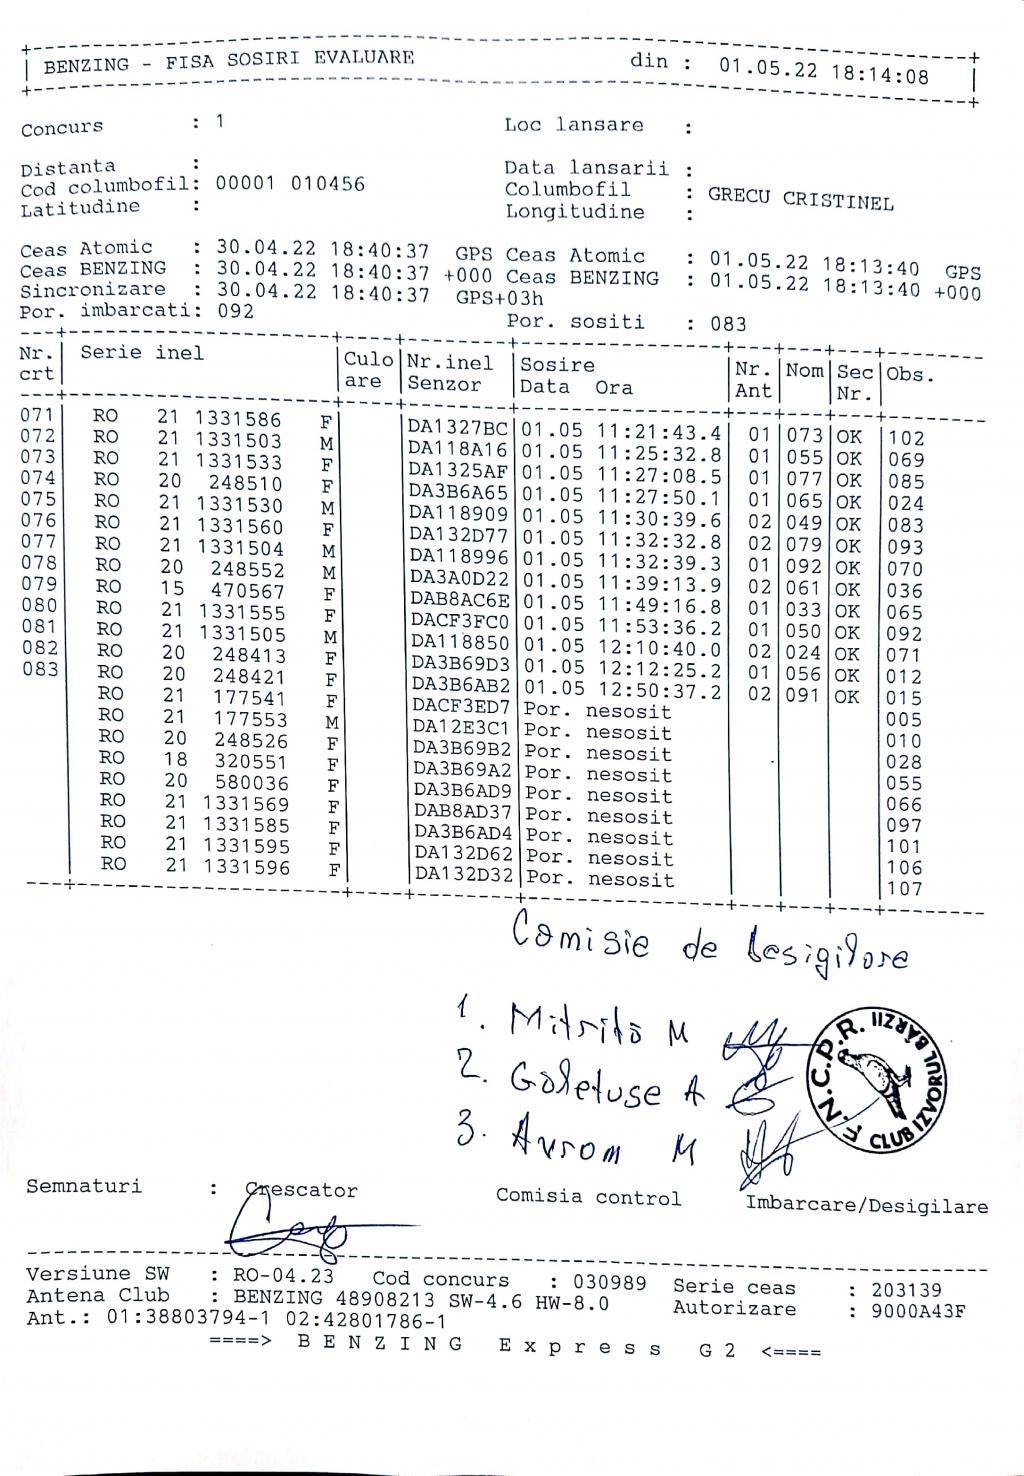 BENZING - FISA SOSIRI EVALUARE din : 01.05.22 18:14:08
Concurs : 1 Loc lansare :
Distanta : Data lansarii :
Cod columbofil: 00001 010456 Columbofil : GRECU CRISTINEL
Latitudine : Longitudine :
Ceas Atomic : 30.04.22 18:40:37 GPS Ceas Atomic : 01.05.22 18:13:40 GPS
Ceas BENZING : 30.04.22 18:40:37 +000 Ceas BENZING : 01.05.22 18:13:40 +000
Sincronizare : 30.04.22 18:40:37 GPS+03h
Por. imbarcati: 092 Por. sositi : 083
Nr. Serie inel Culo Nr.inel Sosire Nr. Nom Sec Obs.
crt are Senzor Data Ora Ant Nr.
071 RO 21 1331586 F DA1327BC 01.05 11:21:43.4 01 073 OK 102
072 RO 21 1331503 M DA118A16 01.05 11:25:32.8 01 055 OK 069
073 RO 21 1331533 F DA1325AF 01.05 11:27:08.5 01 077 OK 085
074 RO 20 248510 F DA3B6A65 01.05 11:27:50.1 01 065 OK 024
075 RO 21 1331530 M DA118909 01.05 11:30:39.6 02 049 OK 083
076 RO 21 1331560 F DA132D77 01.05 11:32:32.8 02 079 OK 093
077 RO 21 1331504 M DA118996 01.05 11:32:39.3 01 092 OK 070
078 RO 20 248552 M DA3A0D22 01.05 11:39:13.9 02 061 OK 036
079 RO 15 470567 F DAB8AC6E 01.05 11:49:16.8 01 033 OK 065
080 RO 21 1331555 F DACF3FC0 01.05 11:53:36.2 01 050 OK 092
081 RO 21 1331505 M DA118850 01.05 12:10:40.0 02 024 OK 071
082 RO 20 248413 F DA3B69D3 01.05 12:12:25.2 01 056 OK 012
083 RO 20 248421 F DA3B6AB2 01.05 12:50:37.2 02 091 OK 015
RO 21 177541 F DACF3ED7 Por. nesosit 005
RO 21 177553 M DA12E3C1 Por. nesosit 010
RO 20 248526 F DA3B69B2 Por. nesosit 028
RO 18 320551 F DA3B69A2 Por. nesosit 055
RO 20 580036 F DA3B6AD9 Por. nesosit 066
RO 21 1331569 F DAB8AD37 Por. nesosit 097
RO 21 1331585 F DA3B6AD4 Por. nesosit 101
RO 21 1331595 F DA132D62 Por. nesosit 106
RO 21 1331596 F DA132D32 Por. nesosit 107
Comisie de desigilare
1. Mitrita M
2. Galetuse A
3. Avram M
F.N.C.P.R. CLUB IZVORUL BARZII
Semnaturi : Crescator Comisia control Imbarcare/Desigilare
Versiune SW : RO-04.23 Cod concurs : 030989 Serie ceas : 203139
Antena Club : BENZING 48908213 SW-4.6 HW-8.0 Autorizare : 9000A43F
Ant.: 01:38803794-1 02:42801786-1
====> B E N Z I N G E x p r e s s G 2 <====